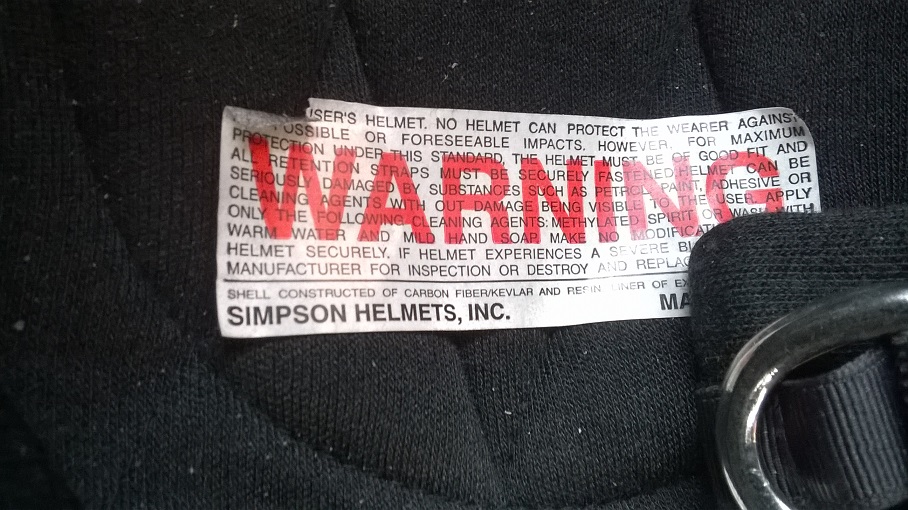 USER'S HELMET. NO HELMET CAN PROTECT THE WEARER AGAINST
POSSIBLE OR FORESEEABLE IMPACTS. HOWEVER, FOR MAXIMUM
PROTECTION UNDER THIS STANDARD, THE HELMET MUST BE OF GOOD FIT AND
ALL RETENTION STRAPS MUST BE SECURELY FASTENED. HELMET CAN BE
SERIOUSLY DAMAGED BY SUBSTANCES SUCH AS PETROL, PAINT, ADHESIVE OR
CLEANING AGENTS WITH OUT DAMAGE BEING VISIBLE TO THE USER. APPLY
ONLY THE FOLLOWING CLEANING AGENTS: METHYLATED SPIRIT OR WASH WITH
WARM WATER AND MILD HAND SOAP. MAKE NO MODIFICATI
HELMET SECURELY. IF HELMET EXPERIENCES A SEVERE
MANUFACTURER FOR INSPECTION OR DESTROY AND REPLAC
WARNING
SHELL CONSTRUCTED OF CARBON FIBER/KEVLAR AND RESIN. LINER OF EX
SIMPSON HELMETS, INC. MA